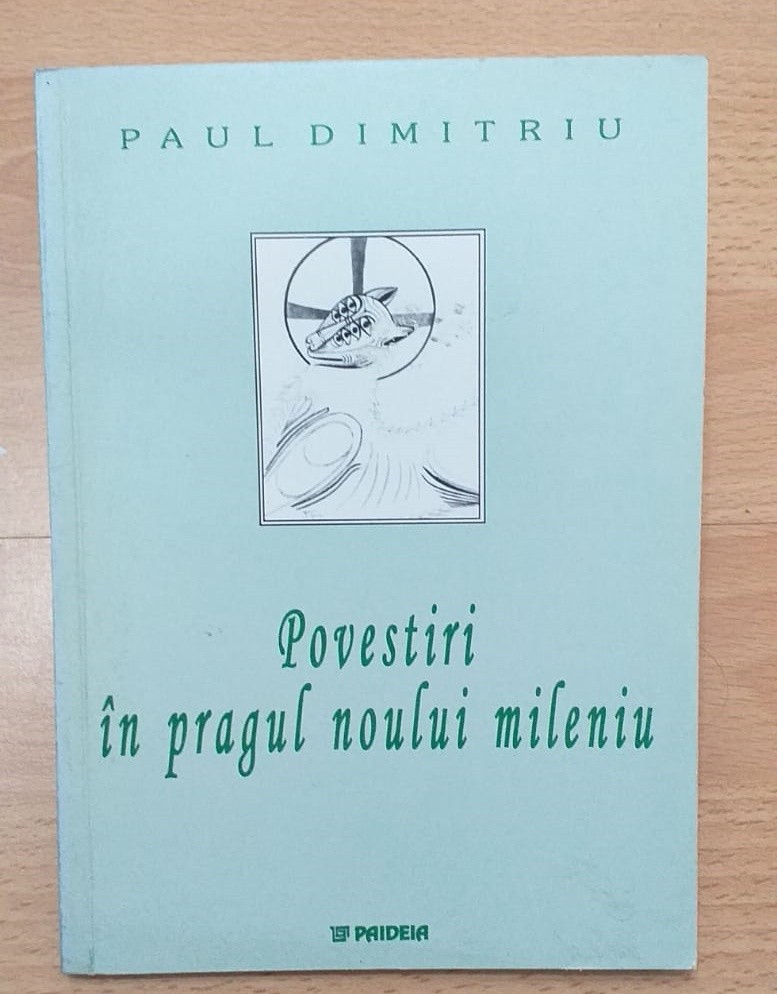 PAUL DIMITRIU
Povestiri
în pragul noului mileniu
PAIDEIA